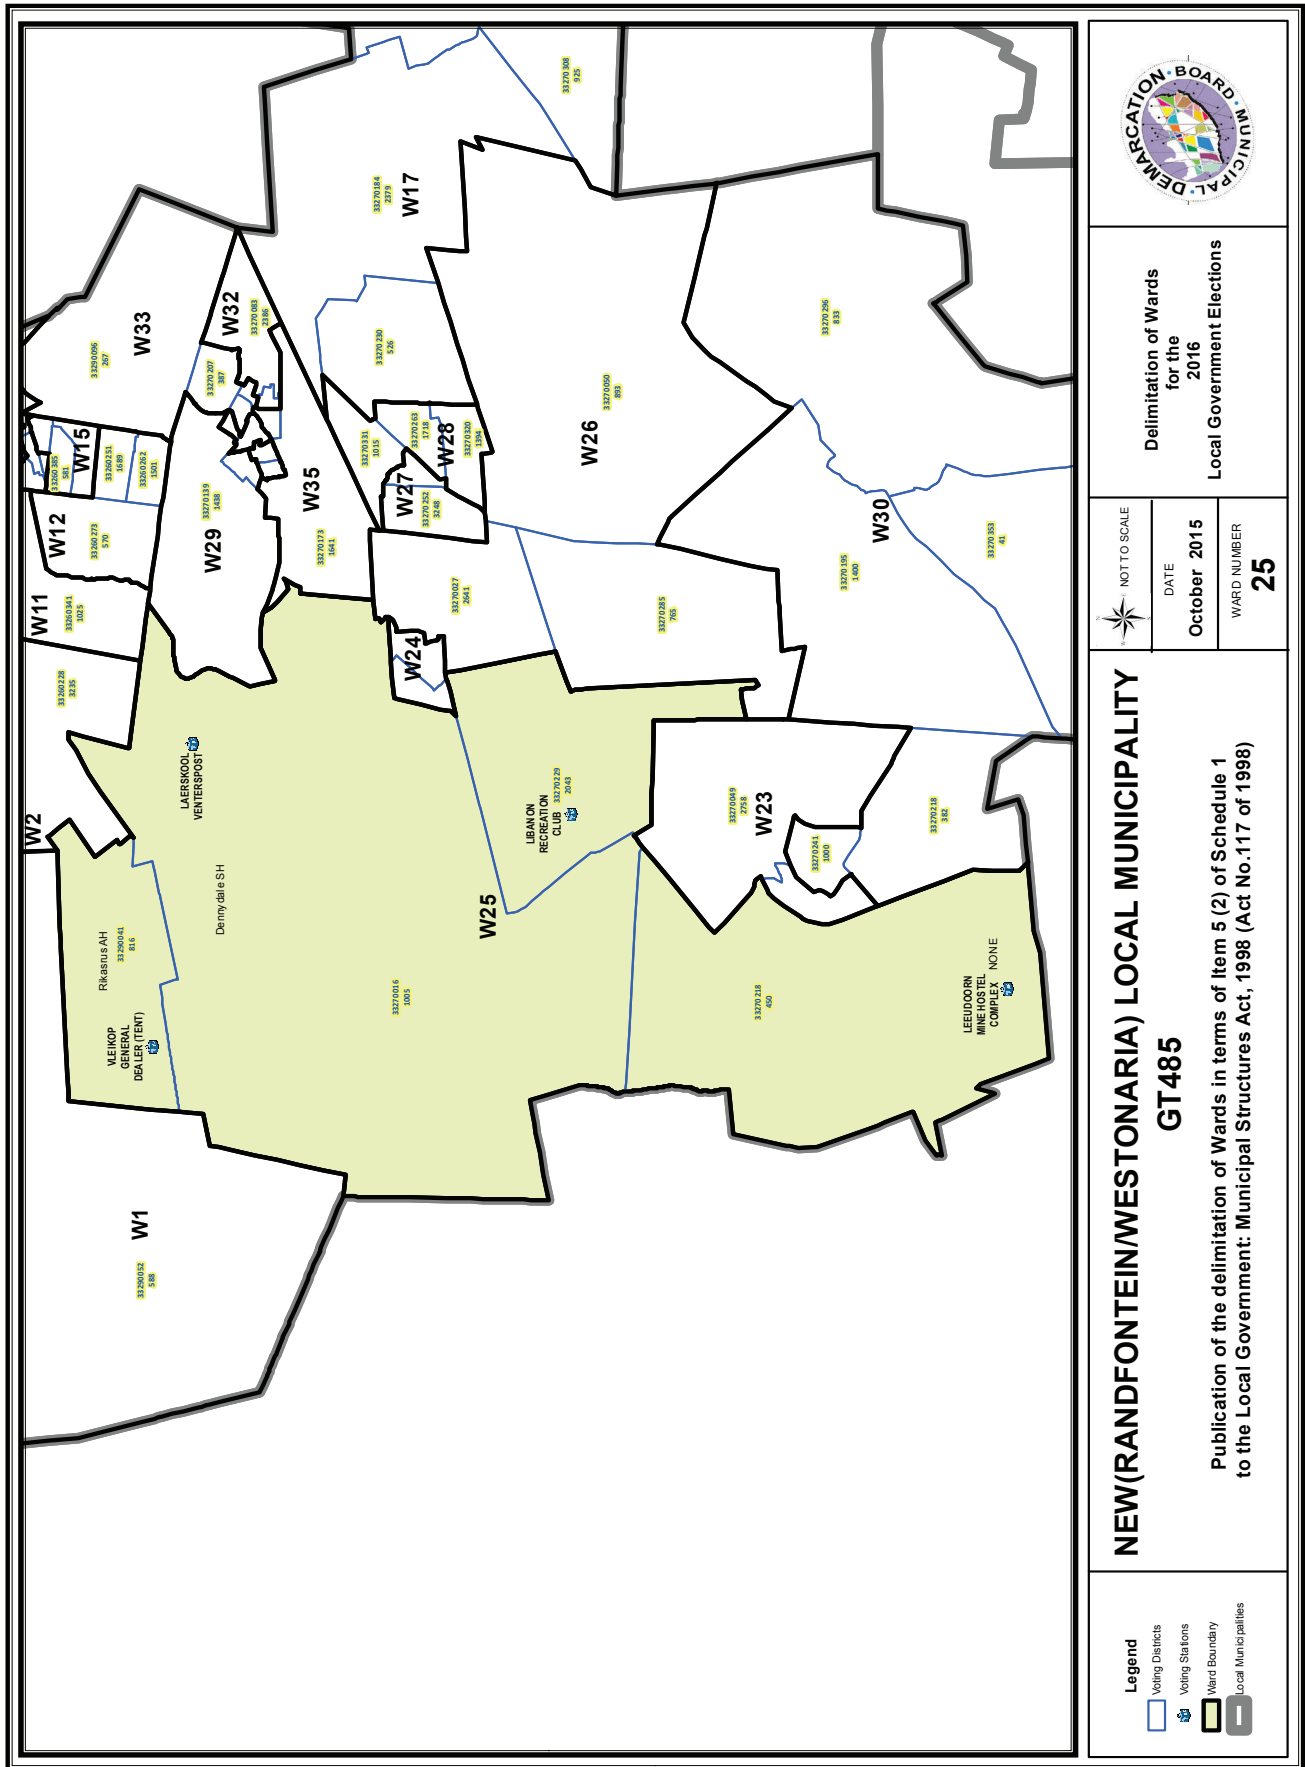 NEW(RANDFONTEIN/WESTONARIA) LOCAL MUNICIPALITY
GT485
Publication of the delimitation of Wards in terms of Item 5 (2) of Schedule 1
to the Local Government: Municipal Structures Act, 1998 (Act No.117 of 1998)
Legend
Voting Districts
Voting Stations
Ward Boundary
Local Municipalities
NOT TO SCALE
DATE
October 2015
WARD NUMBER
25
Delimitation of Wards
for the
2016
Local Government Elections
MUNICIPAL • DEMARCATION • BOARD •
W1
33290052
588
W2
VLEIKOP
GENERAL
DEALER (TENT)
Rikasrus AH
33290041
816
Dennydale SH
LAERSKOOL
VENTERSPOST
33270016
1005
W25
LIBANON
RECREATION
CLUB
33270229
2043
33270218
450
LEEUDOORN
MINE HOSTEL
COMPLEX
NONE
33260228
3235
W11
33260341
1025
W12
33260273
570
W15
33260385
581
33260251
1689
33260262
1501
W33
33290096
267
W32
33270083
2386
33270207
387
W29
33270139
1438
W35
33270173
1641
W17
33270184
2379
33270308
925
33270230
526
33270331
1015
33270263
1718
W28
33270320
1394
W27
33270252
3248
W24
33270027
2641
W26
33270050
893
33270285
765
33270296
833
W30
33270195
1400
33270353
41
W23
33270049
2758
33270241
1000
33270218
382